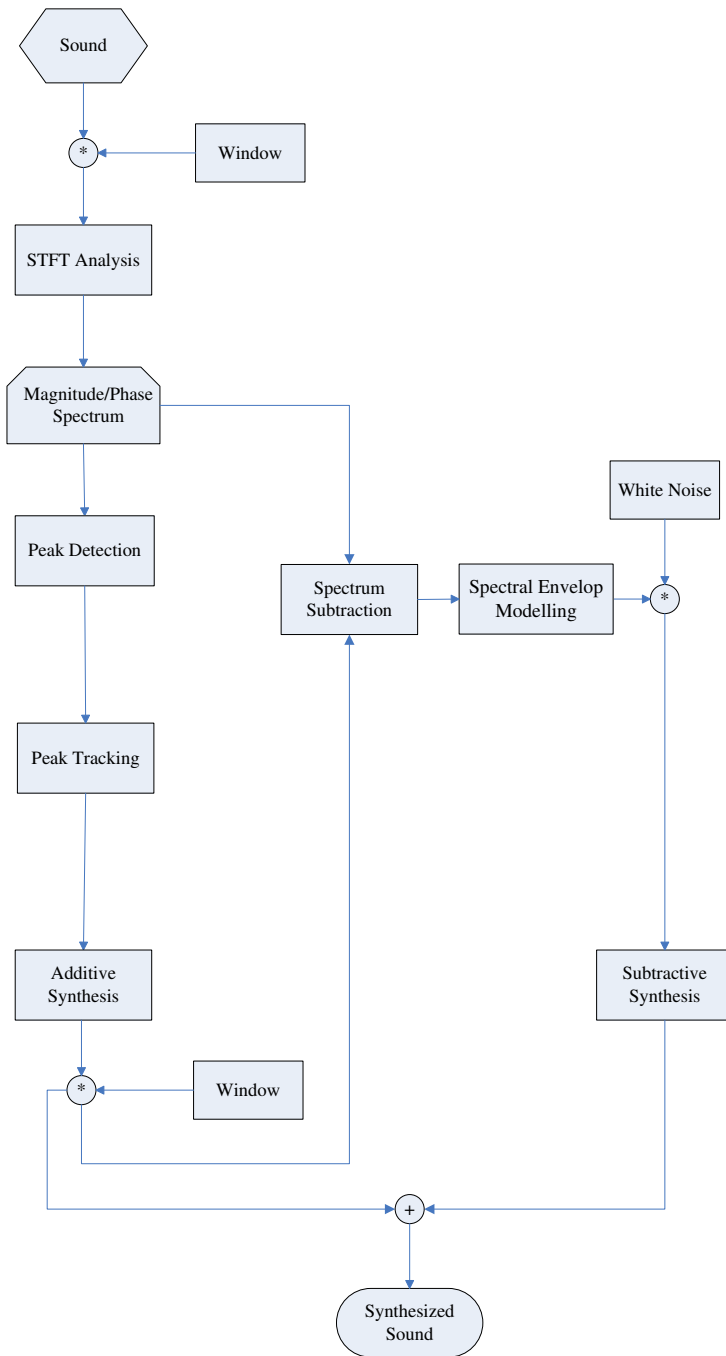 Sound
*
Window
STFT Analysis
Magnitude/Phase
Spectrum
White Noise
Peak Detection
Spectrum
Subtraction
Spectral Envelop
Modelling
*
Peak Tracking
Additive
Synthesis
Subtractive
Synthesis
*
Window
+
Synthesized
Sound